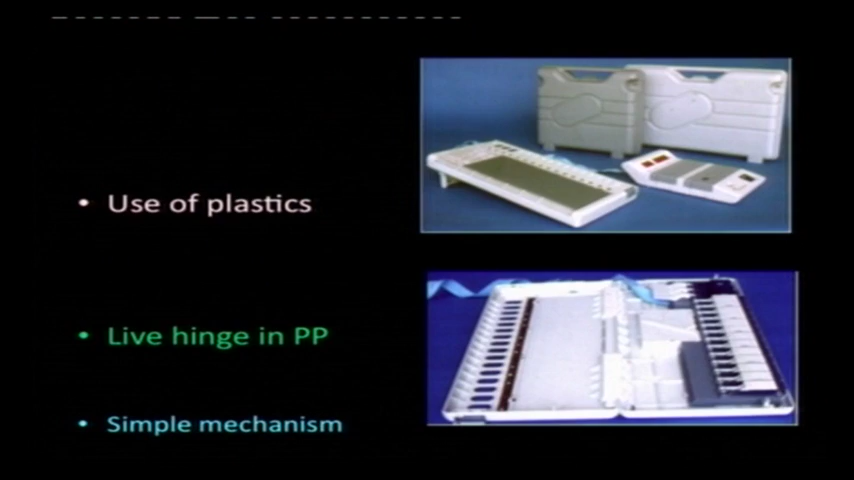 • Use of plastics
• Live hinge in PP
• Simple mechanism